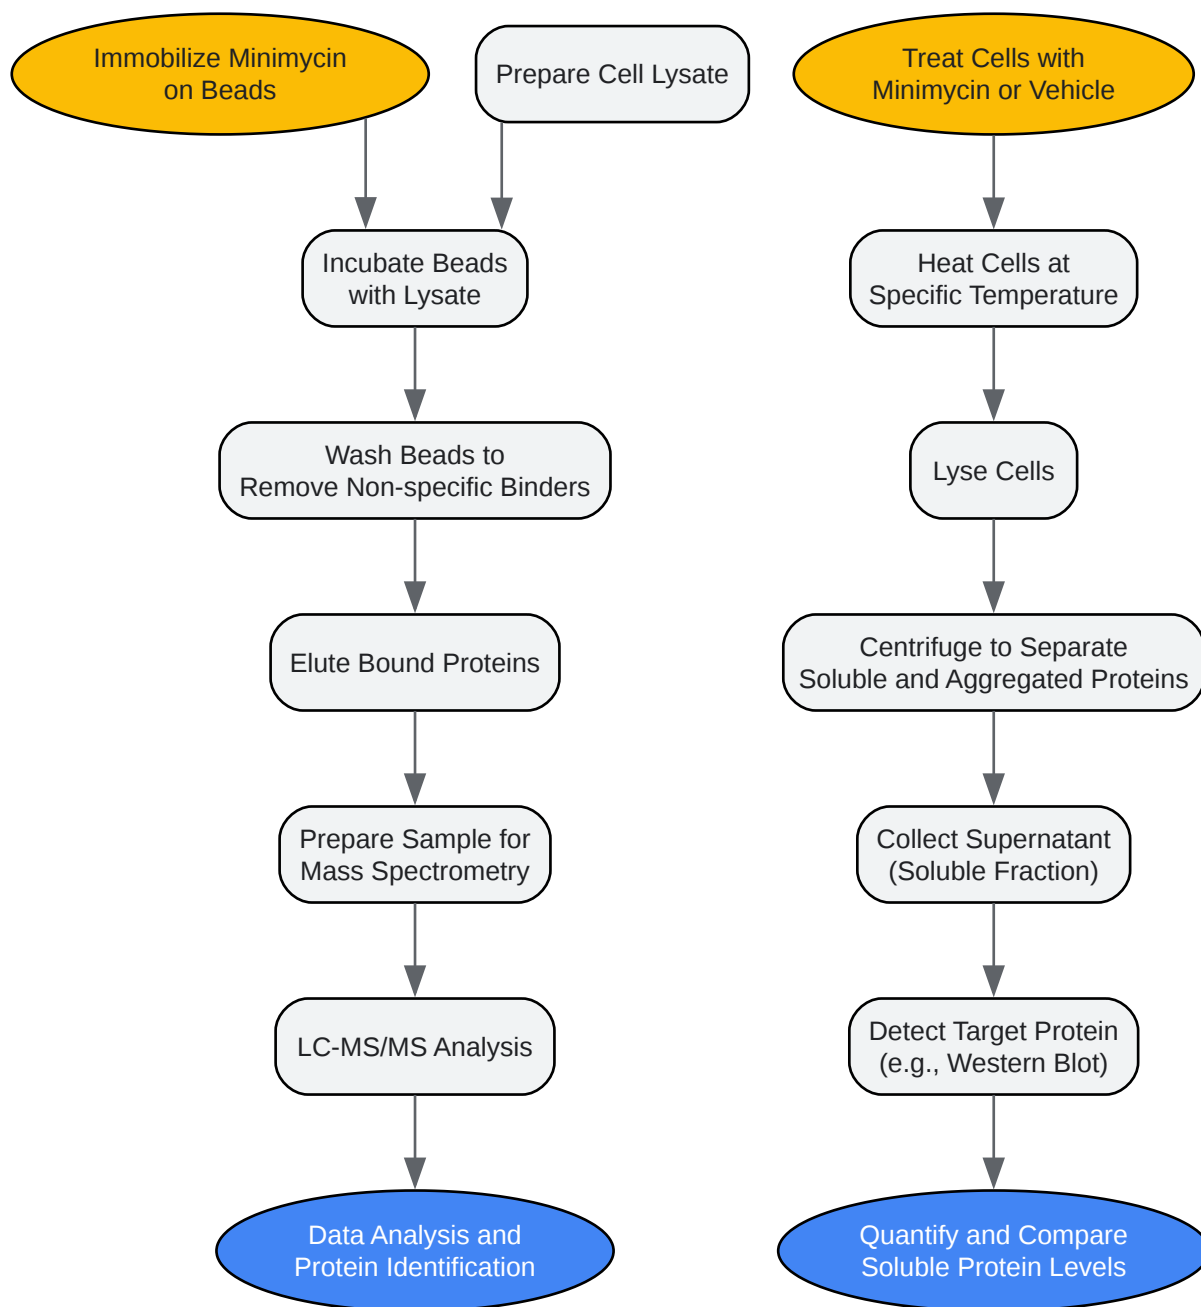 Immobilize Minimycin
on Beads
Prepare Cell Lysate
Incubate Beads
with Lysate
Wash Beads to
Remove Non-specific Binders
Elute Bound Proteins
Prepare Sample for
Mass Spectrometry
LC-MS/MS Analysis
Data Analysis and
Protein Identification
Treat Cells with
Minimycin or Vehicle
Heat Cells at
Specific Temperature
Lyse Cells
Centrifuge to Separate
Soluble and Aggregated Proteins
Collect Supernatant
(Soluble Fraction)
Detect Target Protein
(e.g., Western Blot)
Quantify and Compare
Soluble Protein Levels